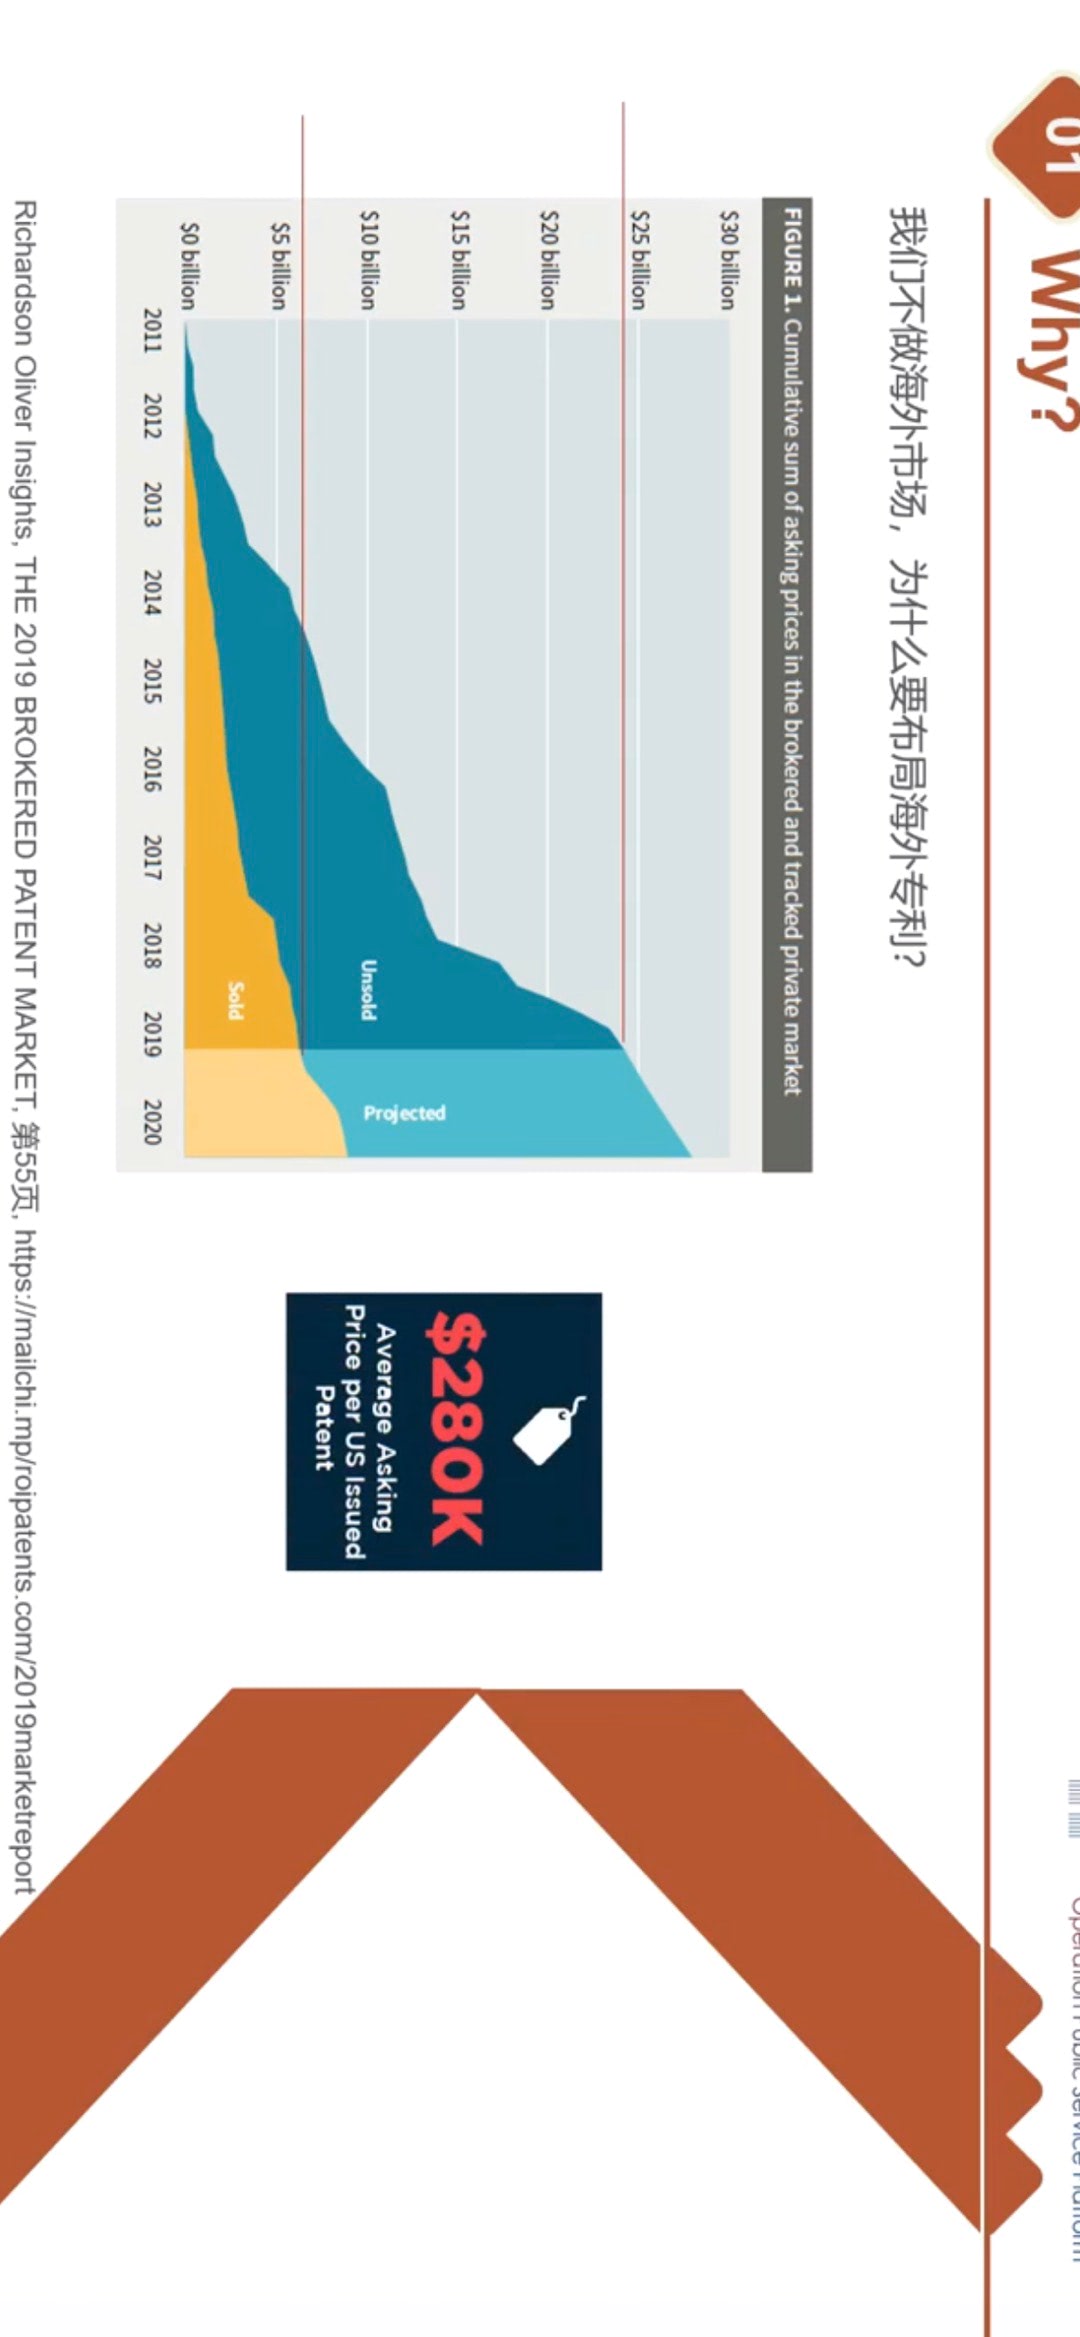 01
Why?
我们不做海外市场，为什么要布局海外专利？
FIGURE 1. Cumulative sum of asking prices in the brokered and tracked private market
$30 billion
$25 billion
$20 billion
$15 billion
$10 billion
$5 billion
$0 billion
Unsold
Projected
Sold
2011 2012 2013 2014 2015 2016 2017 2018 2019 2020
$280K
Average Asking
Price per US Issued
Patent
Richardson Oliver Insights, THE 2019 BROKERED PATENT MARKET, 第55页, https://mailchi.mp/roipatents.com/2019marketreport
Operation Public Service Platform